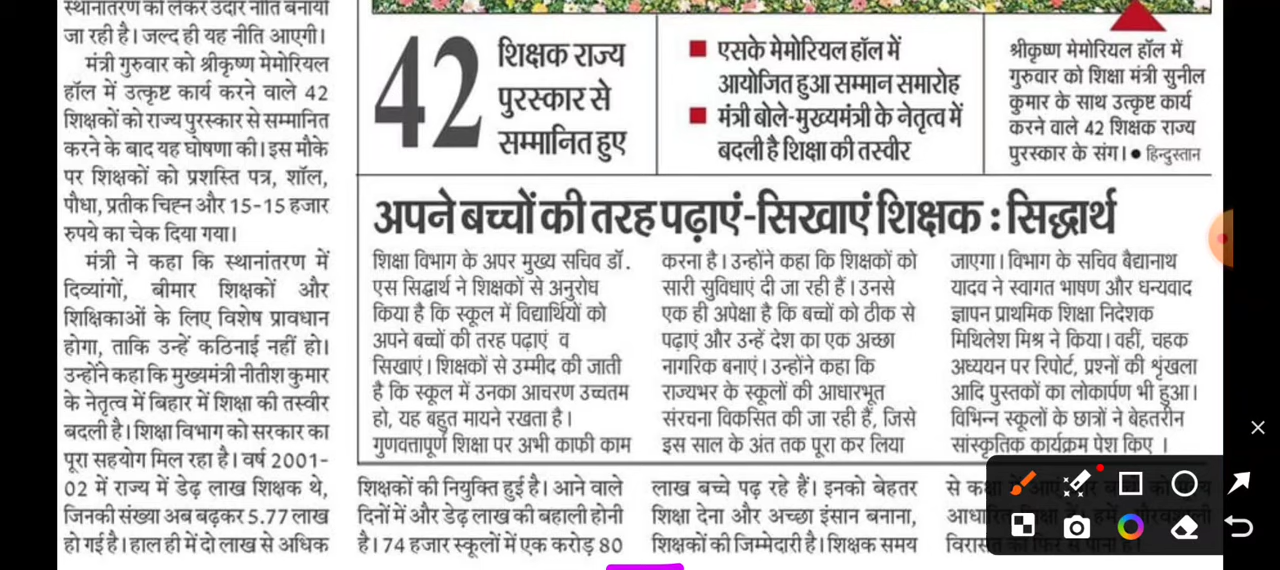 स्थानांतरण को लेकर उदार नीति बनायी
जा रही है। जल्द ही यह नीति आएगी।
मंत्री गुरुवार को श्रीकृष्ण मेमोरियल
हॉल में उत्कृष्ट कार्य करने वाले 42
शिक्षकों को राज्य पुरस्कार से सम्मानित
करने के बाद यह घोषणा की। इस मौके
पर शिक्षकों को प्रशस्ति पत्र, शॉल,
पौधा, प्रतीक चिह्न और 15-15 हजार
रुपये का चेक दिया गया।
मंत्री ने कहा कि स्थानांतरण में
दिव्यांगों, बीमार शिक्षकों और
शिक्षिकाओं के लिए विशेष प्रावधान
होगा, ताकि उन्हें कठिनाई नहीं हो।
उन्होंने कहा कि मुख्यमंत्री नीतीश कुमार
के नेतृत्व में बिहार में शिक्षा की तस्वीर
बदली है। शिक्षा विभाग को सरकार का
पूरा सहयोग मिल रहा है। वर्ष 2001-
02 में राज्य में डेढ़ लाख शिक्षक थे,
जिनकी संख्या अब बढ़कर 5.77 लाख
हो गई है। हाल ही में दो लाख से अधिक
42
शिक्षक राज्य
पुरस्कार से
सम्मानित हुए
एसके मेमोरियल हॉल में
आयोजित हुआ सम्मान समारोह
मंत्री बोले-मुख्यमंत्री के नेतृत्व में
बदली है शिक्षा की तस्वीर
श्रीकृष्ण मेमोरियल हॉल में
गुरुवार को शिक्षा मंत्री सुनील
कुमार के साथ उत्कृष्ट कार्य
करने वाले 42 शिक्षक राज्य
पुरस्कार के संग। ● हिन्दुस्तान
अपने बच्चों की तरह पढ़ाएं-सिखाएं शिक्षक : सिद्धार्थ
शिक्षा विभाग के अपर मुख्य सचिव डॉ.
एस सिद्धार्थ ने शिक्षकों से अनुरोध
किया है कि स्कूल में विद्यार्थियों को
अपने बच्चों की तरह पढ़ाएं व
सिखाएं। शिक्षकों से उम्मीद की जाती
है कि स्कूल में उनका आचरण उच्चतम
हो, यह बहुत मायने रखता है।
गुणवत्तापूर्ण शिक्षा पर अभी काफी काम
करना है। उन्होंने कहा कि शिक्षकों को
सारी सुविधाएं दी जा रही हैं। उनसे
एक ही अपेक्षा है कि बच्चों को ठीक से
पढ़ाएं और उन्हें देश का एक अच्छा
नागरिक बनाएं। उन्होंने कहा कि
राज्यभर के स्कूलों की आधारभूत
संरचना विकसित की जा रही हैं, जिसे
इस साल के अंत तक पूरा कर लिया
जाएगा। विभाग के सचिव बैद्यानाथ
यादव ने स्वागत भाषण और धन्यवाद
ज्ञापन प्राथमिक शिक्षा निदेशक
मिथिलेश मिश्र ने किया। वहीं, चहक
अध्ययन पर रिपोर्ट, प्रश्नों की श्रृंखला
आदि पुस्तकों का लोकार्पण भी हुआ।
विभिन्न स्कूलों के छात्रों ने बेहतरीन
सांस्कृतिक कार्यक्रम पेश किए ।
शिक्षकों की नियुक्ति हुई है। आने वाले
दिनों में और डेढ़ लाख की बहाली होनी
है। 74 हजार स्कूलों में एक करोड़ 80
लाख बच्चे पढ़ रहे हैं। इनको बेहतर
शिक्षा देना और अच्छा इंसान बनाना,
शिक्षकों की जिम्मेदारी है। शिक्षक समय
से कक्षा में आएं और बच्चों को
आधारित शिक्षा दें। हमें गौरवशाली
विरासत को फिर से पाना है।